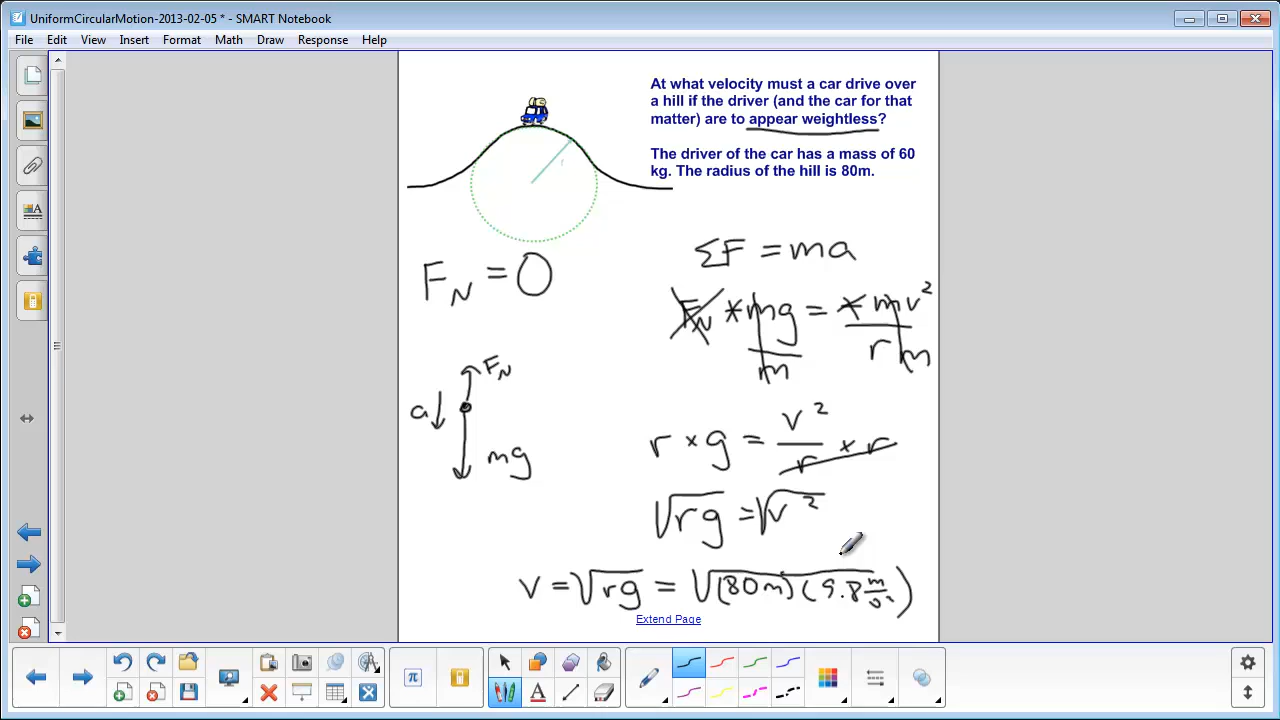 UniformCircularMotion-2013-02-05 * - SMART Notebook
File Edit View Insert Format Math Draw Response Help
At what velocity must a car drive over
a hill if the driver (and the car for that
matter) are to appear weightless?
The driver of the car has a mass of 60
kg. The radius of the hill is 80m.
ΣF = ma
F_N = 0
F_N * mg / m = * mv² / r m
F_N
a
mg
r × g = v² / r × r
√rg = √v²
v = √rg = √(80m)(9.8 m/s²)
Extend Page